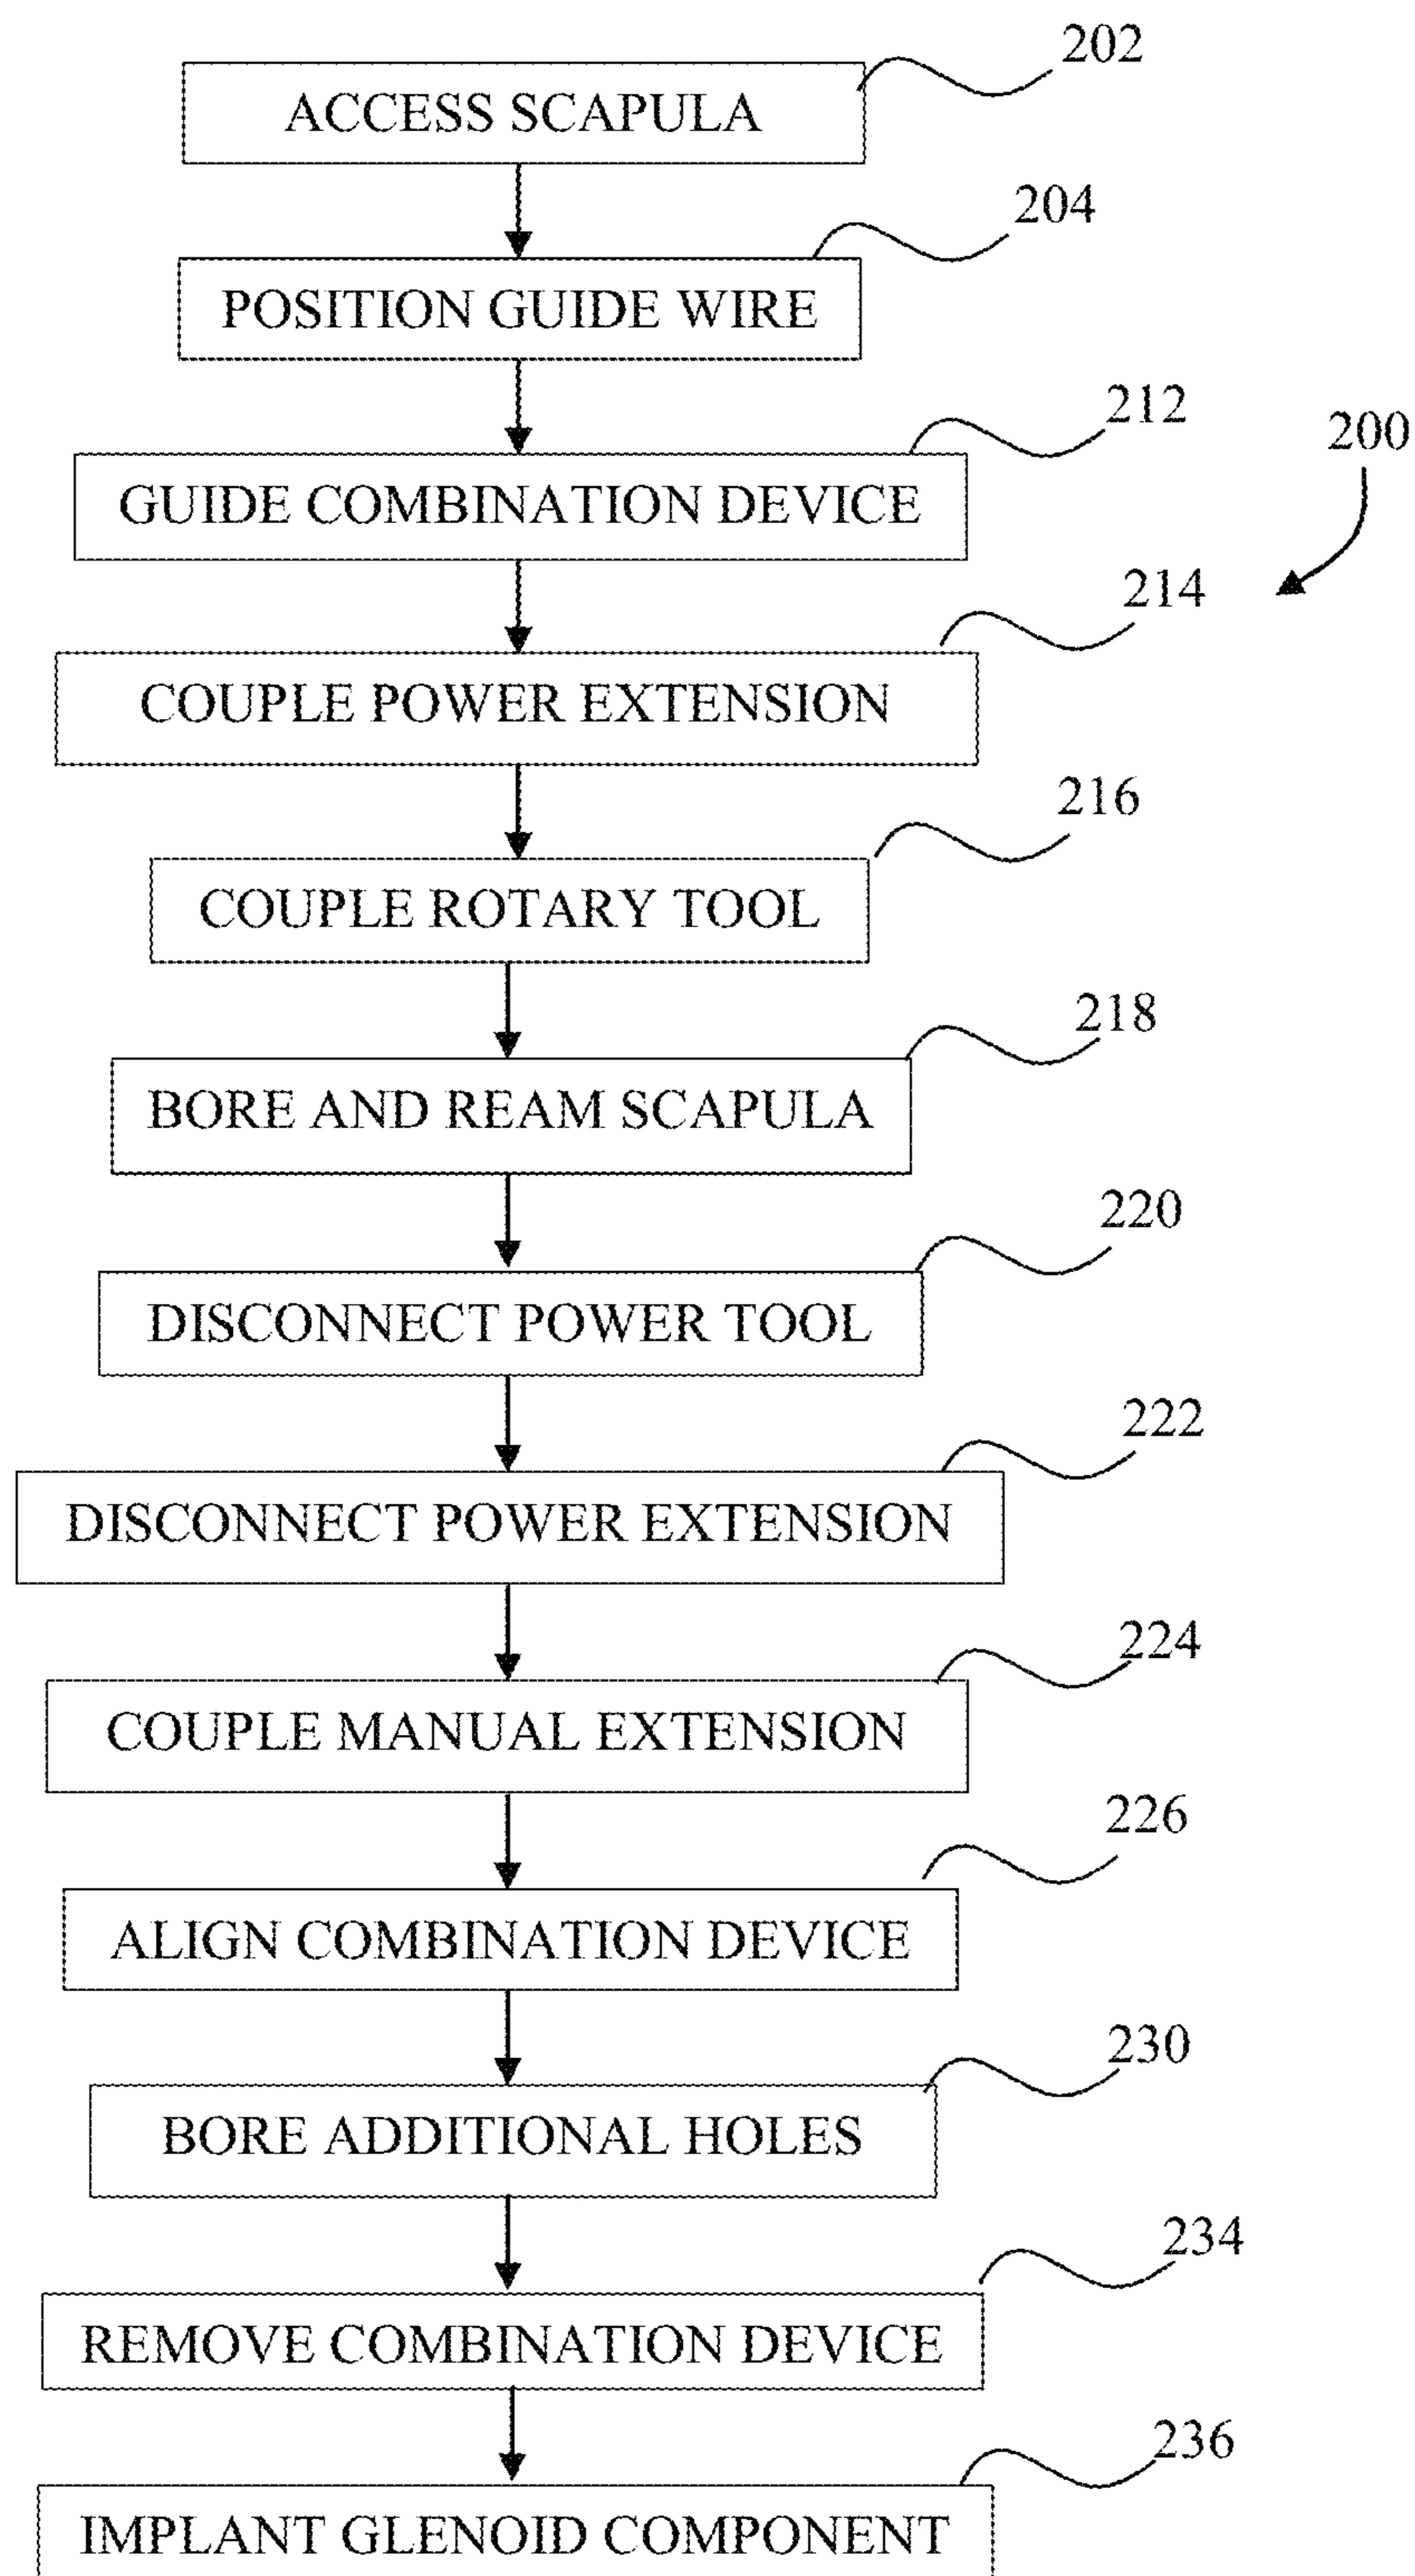 202
ACCESS SCAPULA
204
POSITION GUIDE WIRE
212
200
GUIDE COMBINATION DEVICE
214
COUPLE POWER EXTENSION
216
COUPLE ROTARY TOOL
218
BORE AND REAM SCAPULA
220
DISCONNECT POWER TOOL
222
DISCONNECT POWER EXTENSION
224
COUPLE MANUAL EXTENSION
226
ALIGN COMBINATION DEVICE
230
BORE ADDITIONAL HOLES
234
REMOVE COMBINATION DEVICE
236
IMPLANT GLENOID COMPONENT